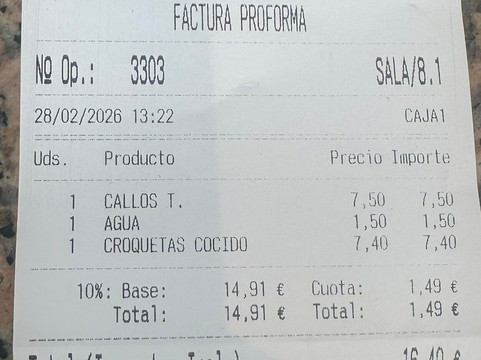 FACTURA PROFORMA
Nº Op.: 3303 SALA/8.1
28/02/2026 13:22 CAJA1
Uds. Producto Precio Importe
1 CALLOS T. 7,50 7,50
1 AGUA 1,50 1,50
1 CROQUETAS COCIDO 7,40 7,40
10%: Base: 14,91 € Cuota: 1,49 €
Total: 14,91 € Total: 1,49 €